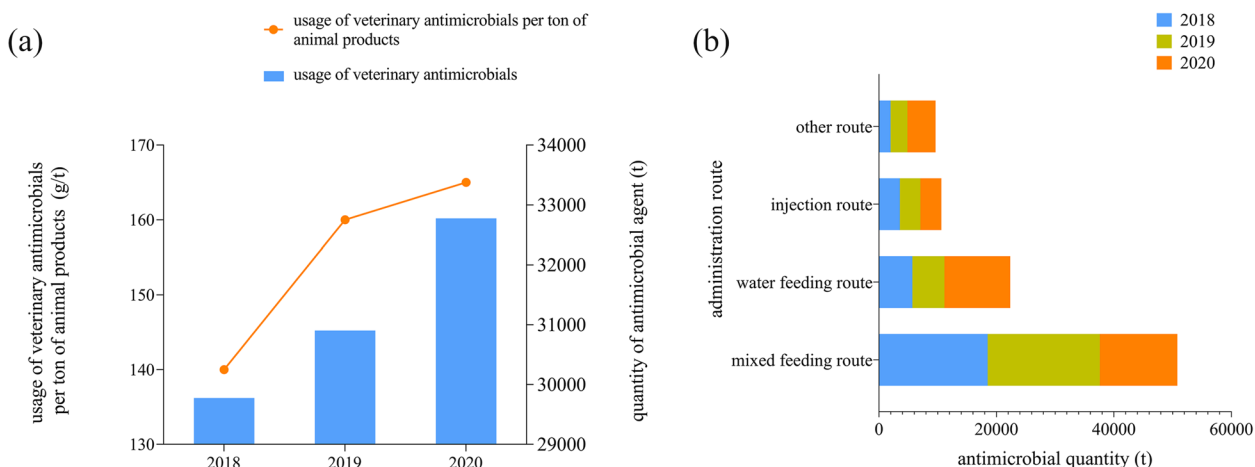 (a)
usage of veterinary antimicrobials per ton of
animal products
usage of veterinary antimicrobials
usage of veterinary antimicrobials
per ton of animal products (g/t)
170
160
150
140
130
34000
33000
32000
31000
30000
29000
quantity of antimicrobial agent (t)
2018
2019
2020
(b)
2018
2019
2020
administration route
other route
injection route
water feeding route
mixed feeding route
0
20000
40000
60000
antimicrobial quantity (t)